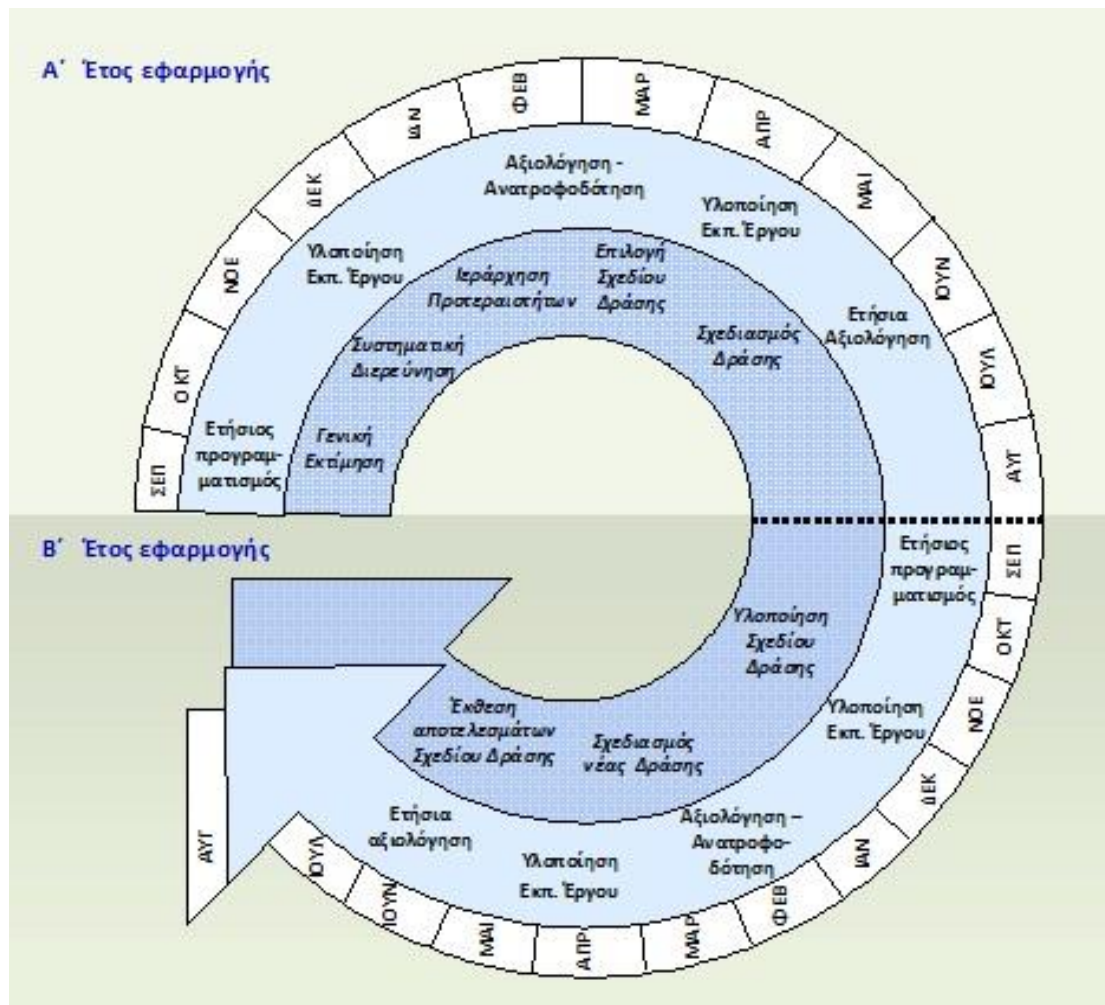 Α΄ Έτος εφαρμογής
ΣΕΠ
ΟΚΤ
ΝΟΕ
ΔΕΚ
ΙΑΝ
ΦΕΒ
ΜΑΡ
ΑΠΡ
ΜΑΙ
ΙΟΥΝ
ΙΟΥΛ
ΑΥΓ
Ετήσιος
προγραμ-
ματισμός
Υλοποίηση
Εκπ. Έργου
Αξιολόγηση -
Ανατροφοδότηση
Υλοποίηση
Εκπ. Έργου
Ετήσια
Αξιολόγηση
Γενική
Εκτίμηση
Συστηματική
Διερεύνηση
Ιεράρχηση
Προτεραιοτήτων
Επιλογή
Σχεδίου
Δράσης
Σχεδιασμός
Δράσης
Β΄ Έτος εφαρμογής
ΣΕΠ
ΟΚΤ
ΝΟΕ
ΔΕΚ
ΙΑΝ
ΦΕΒ
ΜΑΡ
ΑΠΡ
ΜΑΙ
ΙΟΥΝ
ΙΟΥΛ
ΑΥΓ
Ετήσιος
προγραμ-
ματισμός
Υλοποίηση
Εκπ. Έργου
Αξιολόγηση –
Ανατροφο-
δότηση
Υλοποίηση
Εκπ. Έργου
Ετήσια
αξιολόγηση
Υλοποίηση
Σχεδίου
Δράσης
Σχεδιασμός
νέας Δράσης
Έκθεση
αποτελεσμάτων
Σχεδίου Δράσης